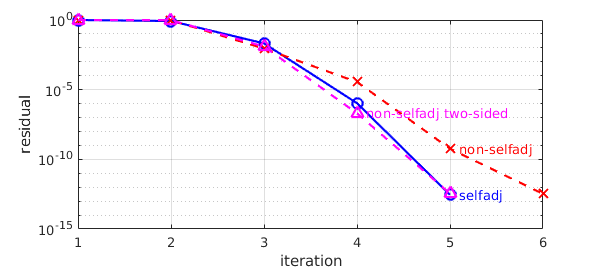 10^0
10^-5
10^-10
10^-15
residual
non-selfadj two-sided
non-selfadj
selfadj
1 2 3 4 5 6
iteration